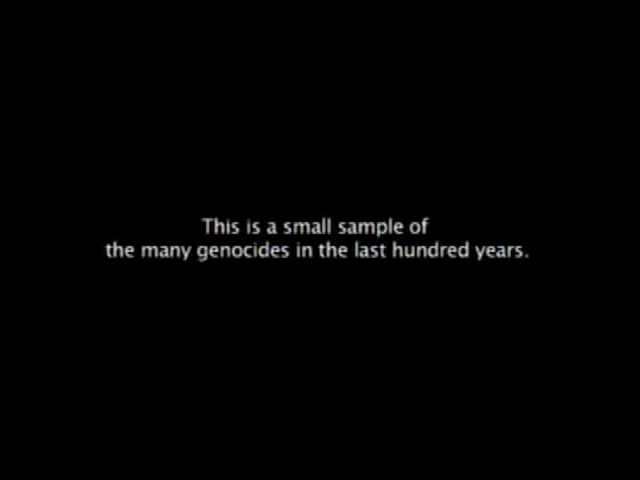 This is a small sample of
the many genocides in the last hundred years.